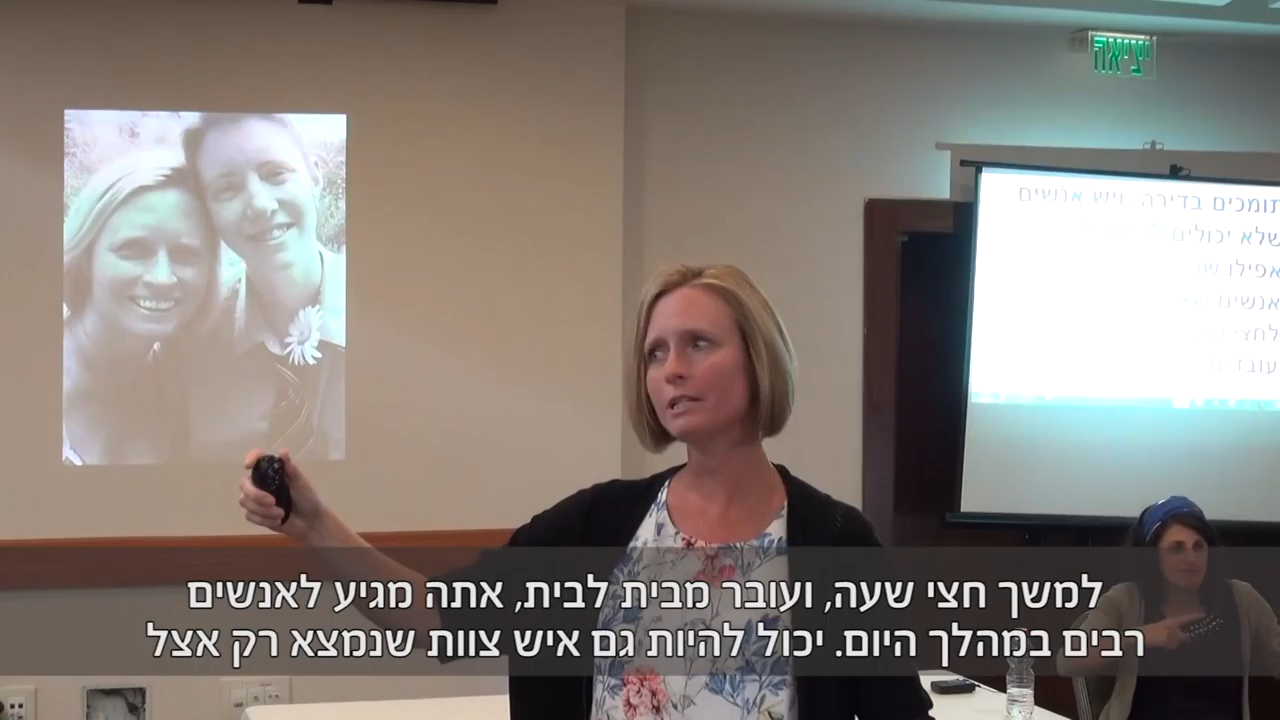 יציאה
תומכים בדירה ויש אנשים
שלא יכולים
אפילו
אנשים
לחצי
למשך חצי שעה, ועובר מבית לבית, אתה מגיע לאנשים
רבים במהלך היום. יכול להיות גם איש צוות שנמצא רק אצל